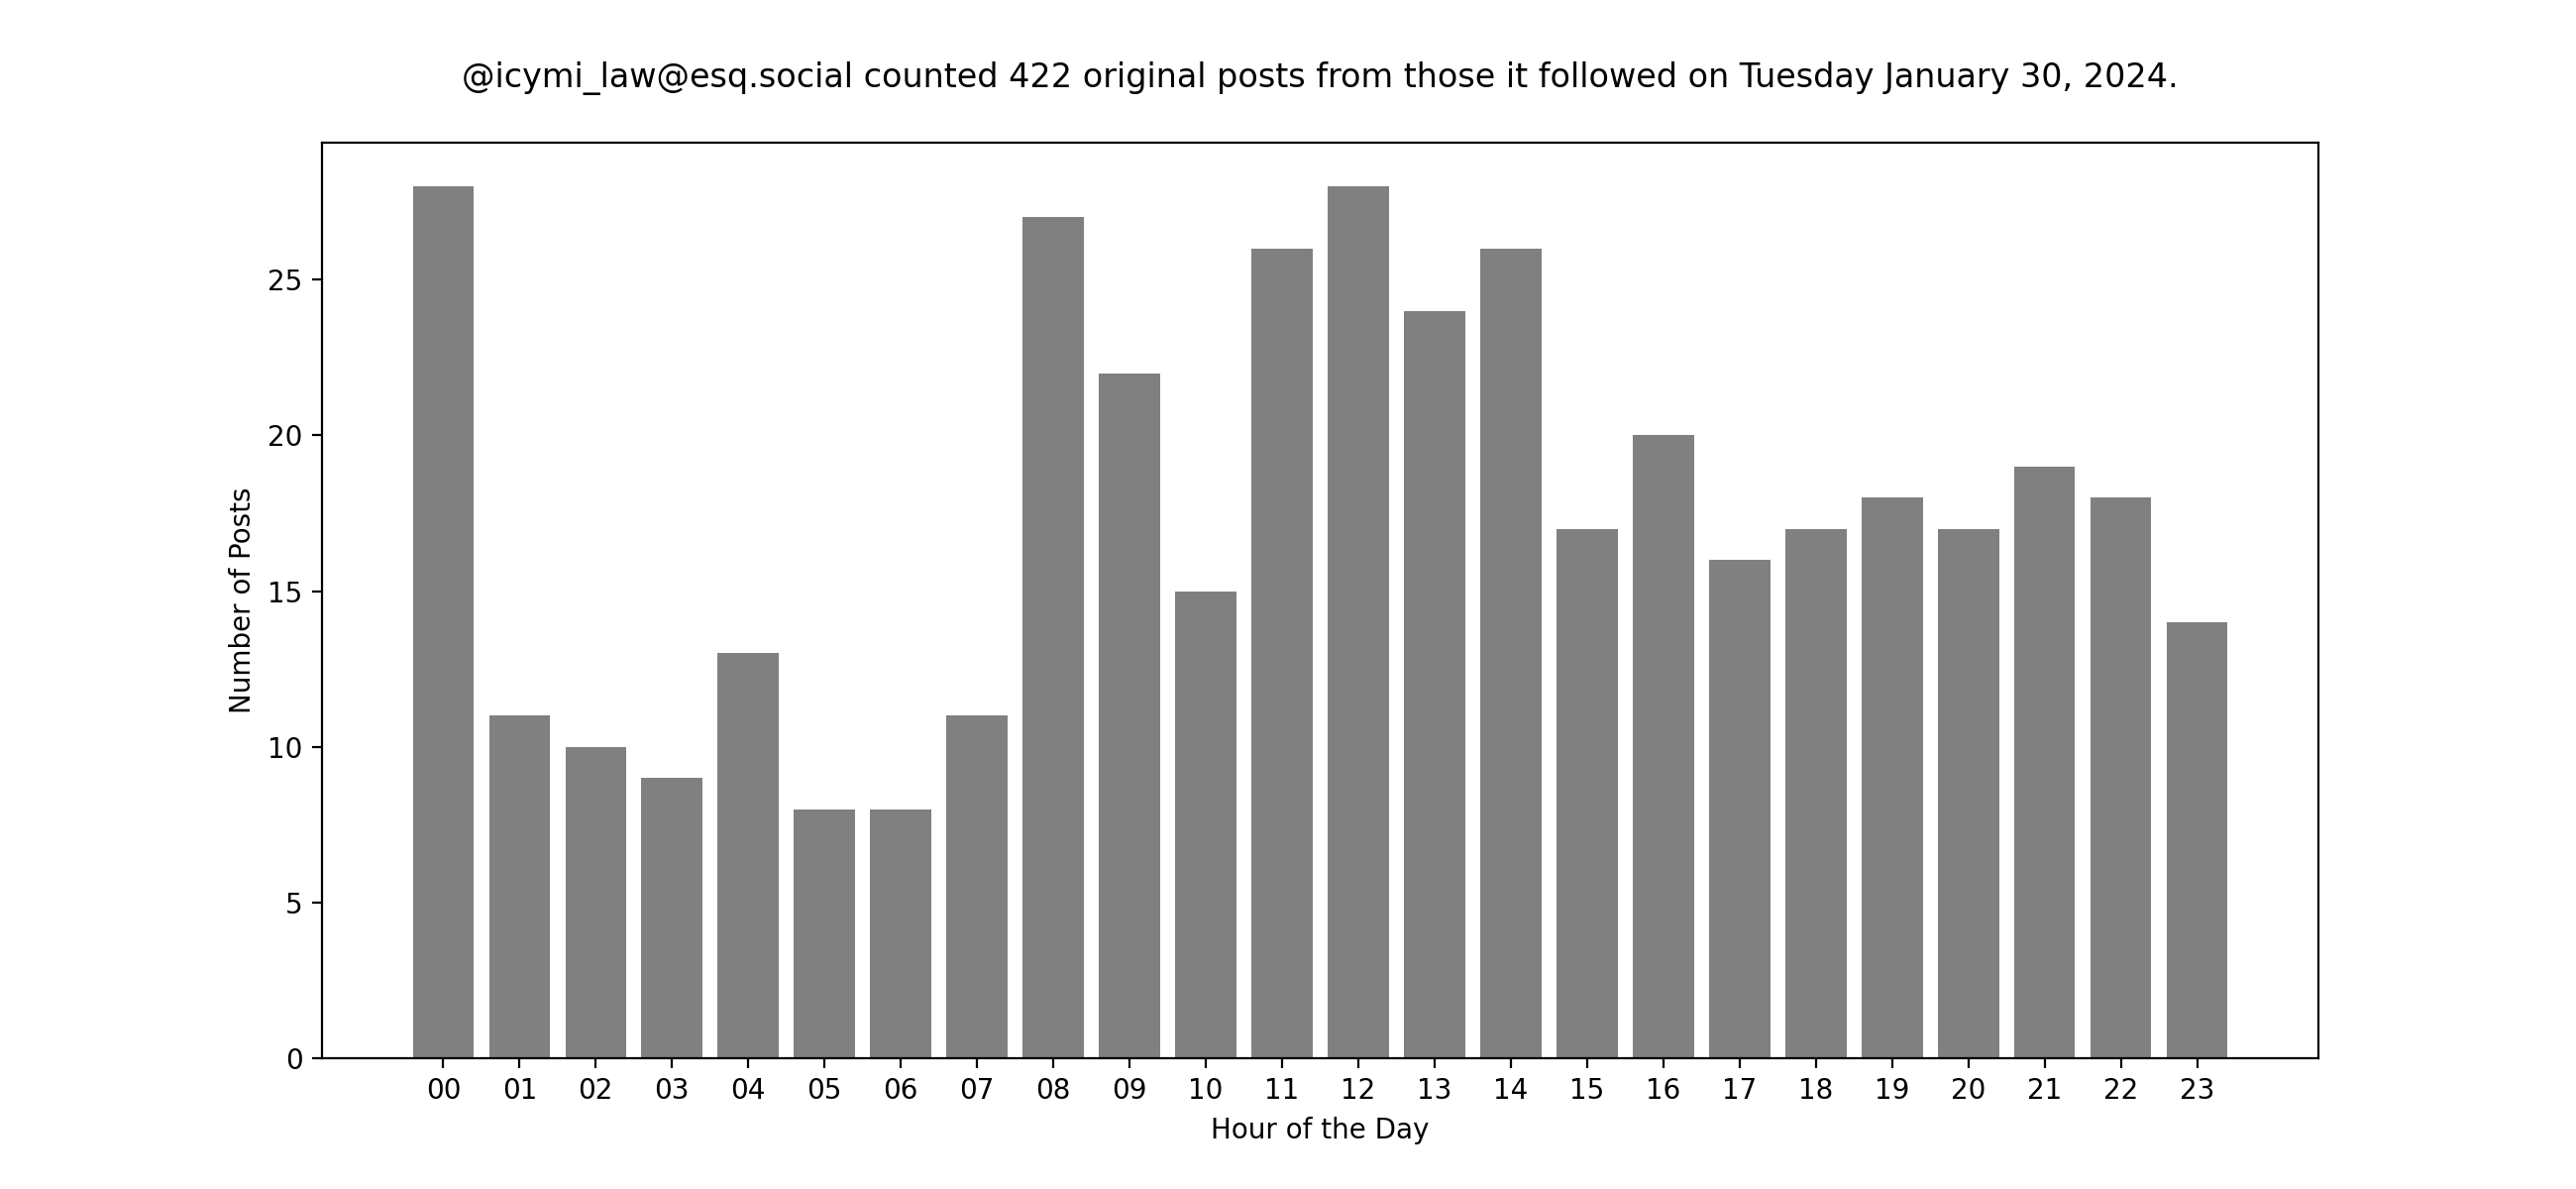 @icymi_law@esq.social counted 422 original posts from those it followed on Tuesday January 30, 2024.
Number of Posts
25
20
15
10
5
0
00 01 02 03 04 05 06 07 08 09 10 11 12 13 14 15 16 17 18 19 20 21 22 23
Hour of the Day